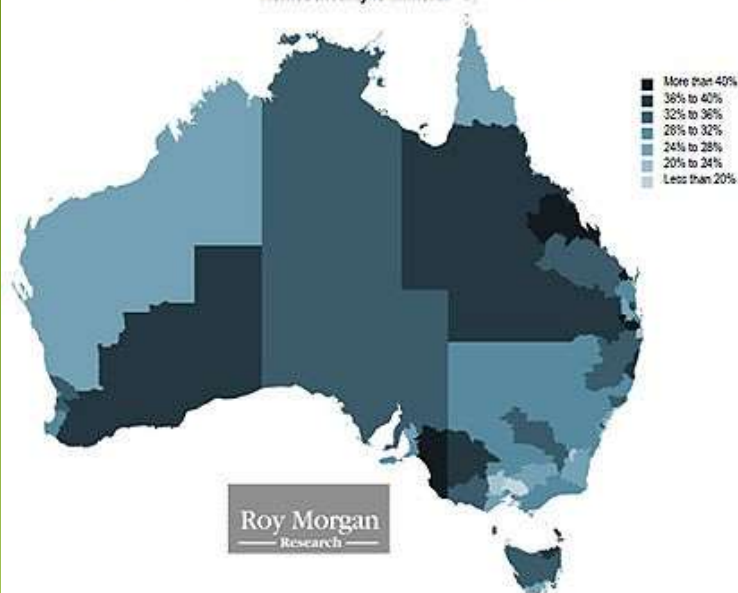 More than 40%
36% to 40%
32% to 36%
28% to 32%
24% to 28%
20% to 24%
Less than 20%
Roy Morgan
Research